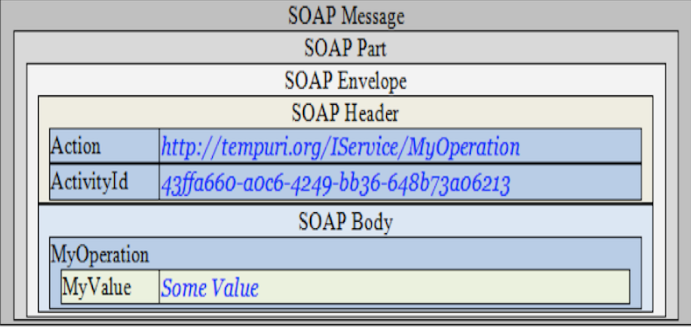 SOAP Message
SOAP Part
SOAP Envelope
SOAP Header
Action http://tempuri.org/IService/MyOperation
ActivityId 43ffa660-a0c6-4249-bb36-648b73a06213
SOAP Body
MyOperation
MyValue Some Value